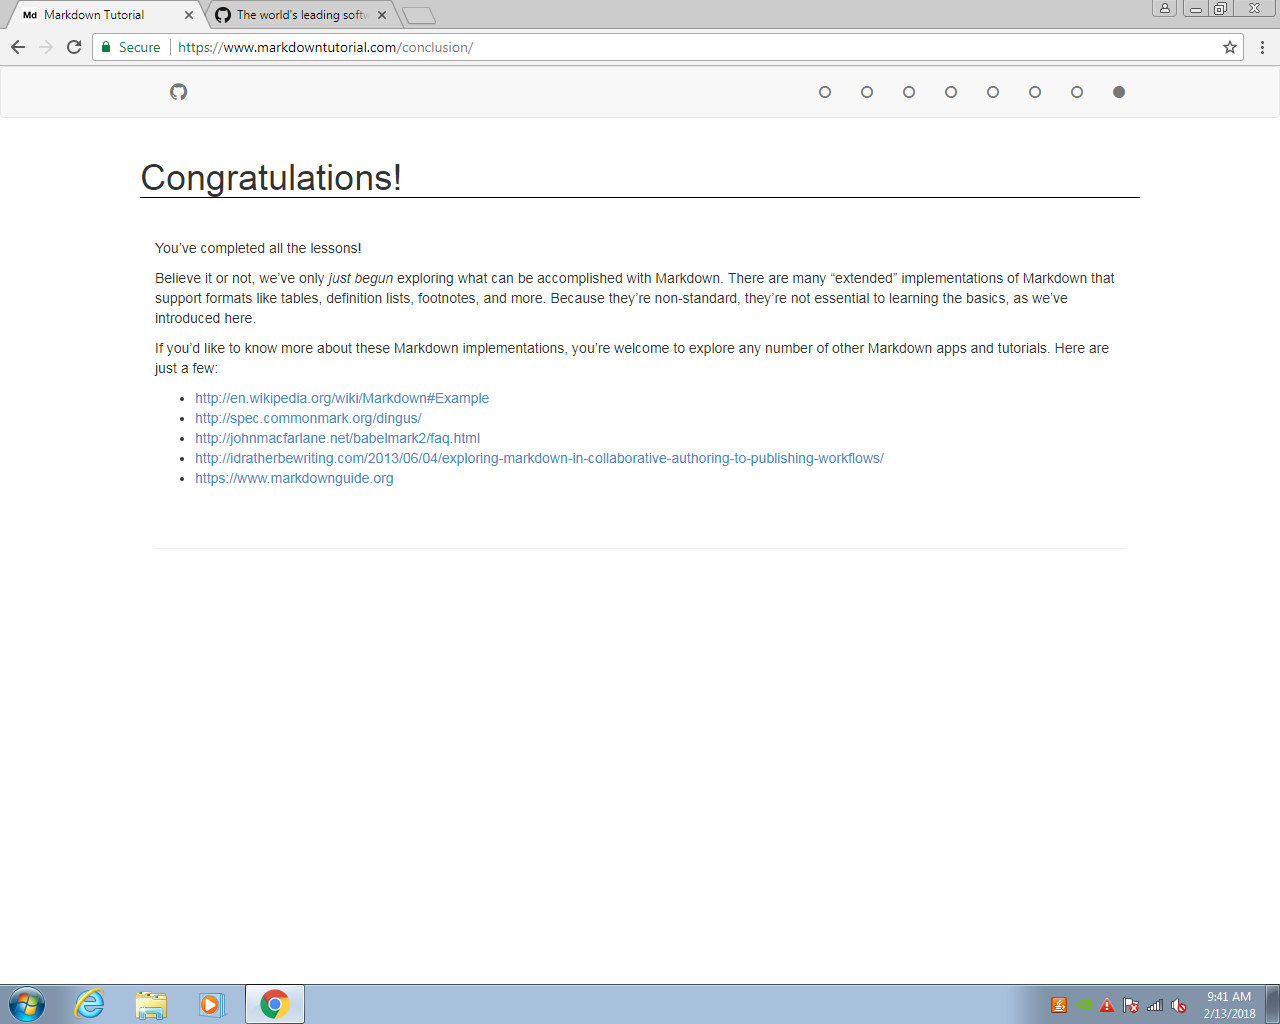 Md Markdown Tutorial
The world's leading softw
Secure https://www.markdowntutorial.com/conclusion/
Congratulations!
You’ve completed all the lessons!
Believe it or not, we’ve only just begun exploring what can be accomplished with Markdown. There are many “extended” implementations of Markdown that
support formats like tables, definition lists, footnotes, and more. Because they’re non-standard, they’re not essential to learning the basics, as we’ve
introduced here.
If you’d like to know more about these Markdown implementations, you’re welcome to explore any number of other Markdown apps and tutorials. Here are
just a few:
http://en.wikipedia.org/wiki/Markdown#Example
http://spec.commonmark.org/dingus/
http://johnmacfarlane.net/babelmark2/faq.html
http://idratherbewriting.com/2013/06/04/exploring-markdown-in-collaborative-authoring-to-publishing-workflows/
https://www.markdownguide.org
9:41 AM
2/13/2018